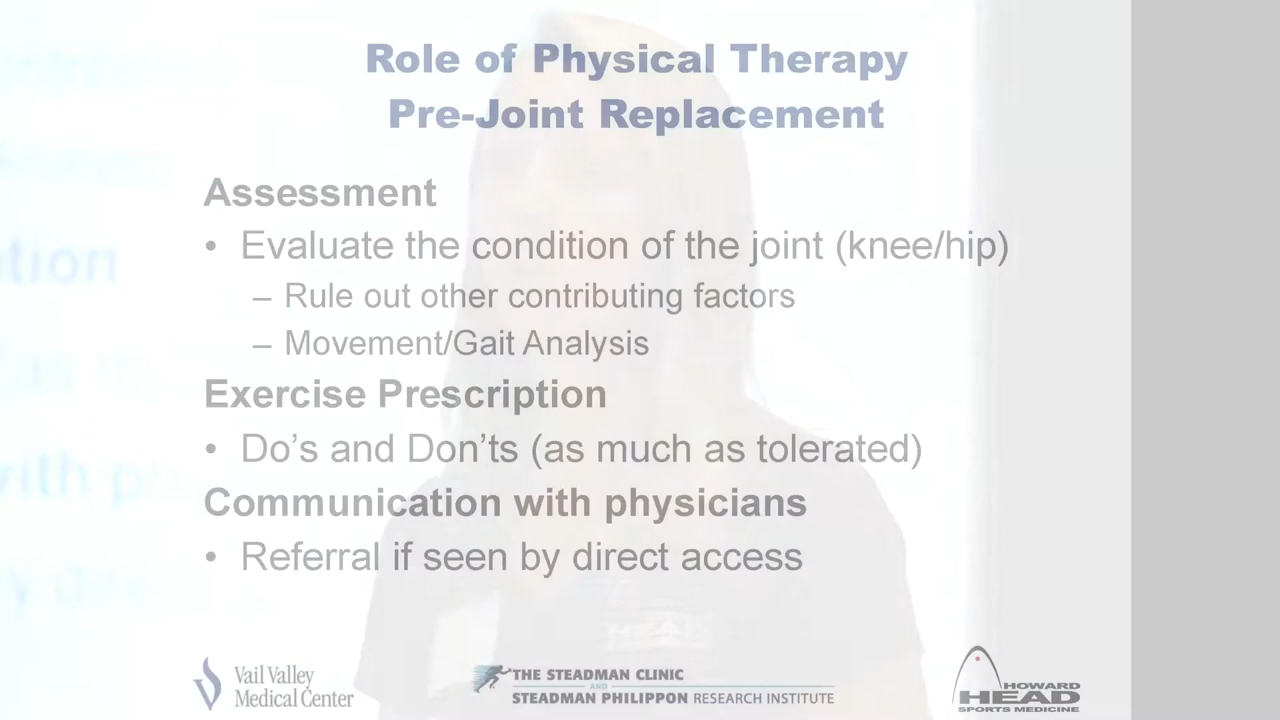 Role of Physical Therapy
Pre-Joint Replacement
Assessment
• Evaluate the condition of the joint (knee/hip)
– Rule out other contributing factors
– Movement/Gait Analysis
Exercise Prescription
• Do’s and Don’ts (as much as tolerated)
Communication with physicians
• Referral if seen by direct access
Vail Valley
Medical Center
THE STEADMAN CLINIC
AND
STEADMAN PHILIPPON RESEARCH INSTITUTE
HOWARD
HEAD
SPORTS MEDICINE